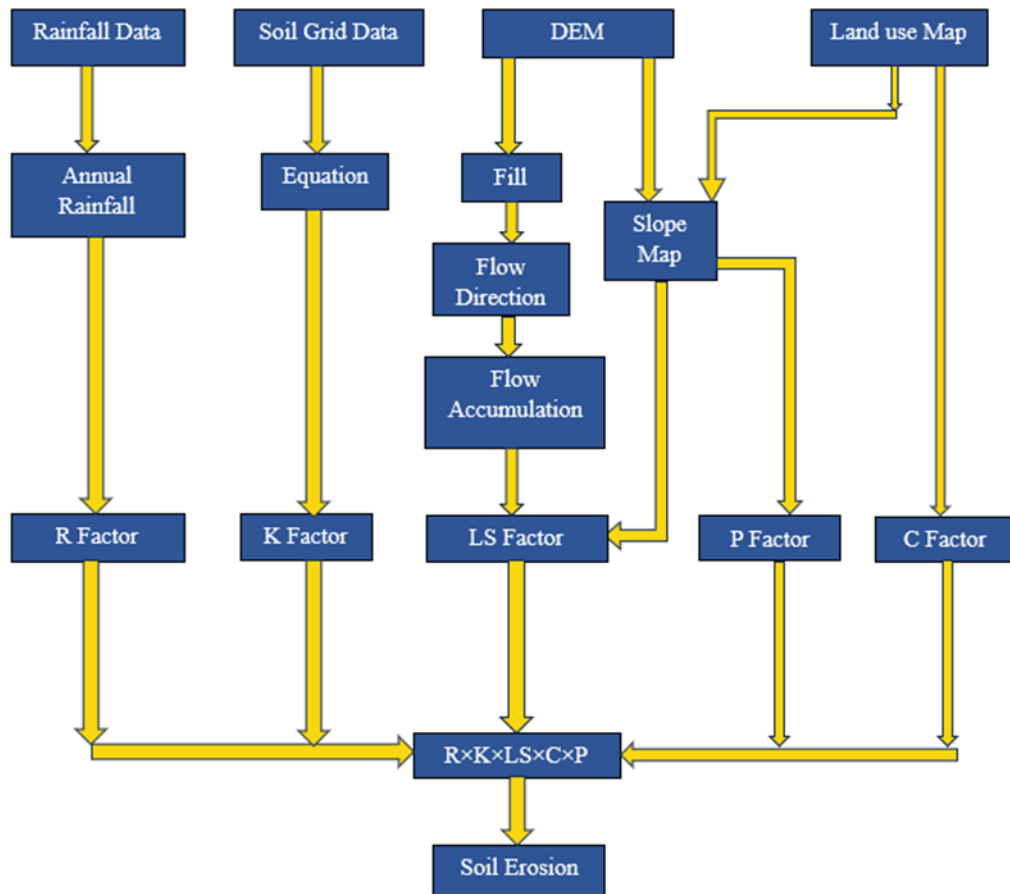 Rainfall Data
Soil Grid Data
DEM
Land use Map
Annual
Rainfall
Equation
Fill
Slope
Map
Flow
Direction
Flow
Accumulation
R Factor
K Factor
LS Factor
P Factor
C Factor
R×K×LS×C×P
Soil Erosion